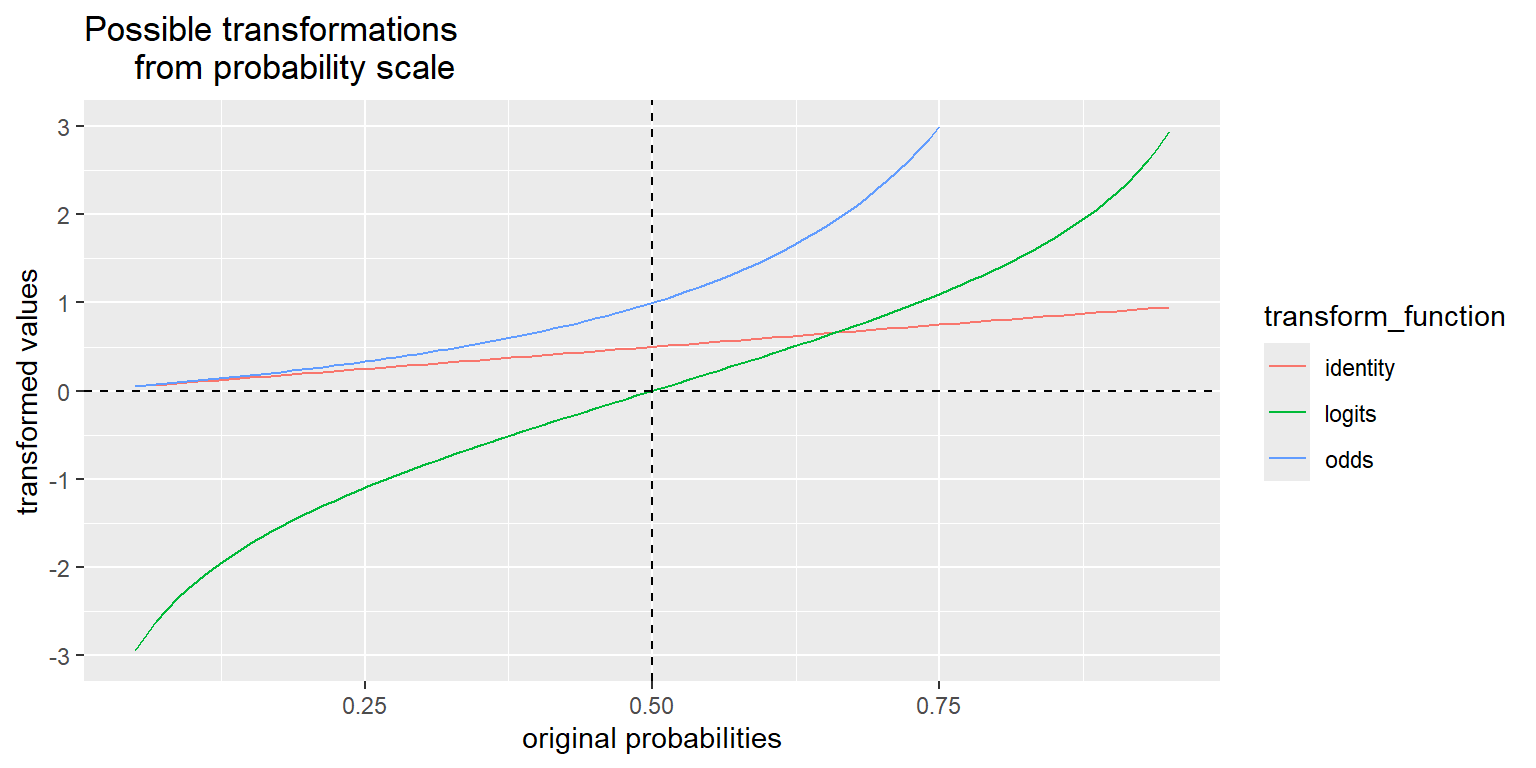 Possible transformations
from probability scale
transformed values
3
2
1
0
-1
-2
-3
0.25
0.50
0.75
original probabilities
transform_function
identity
logits
odds